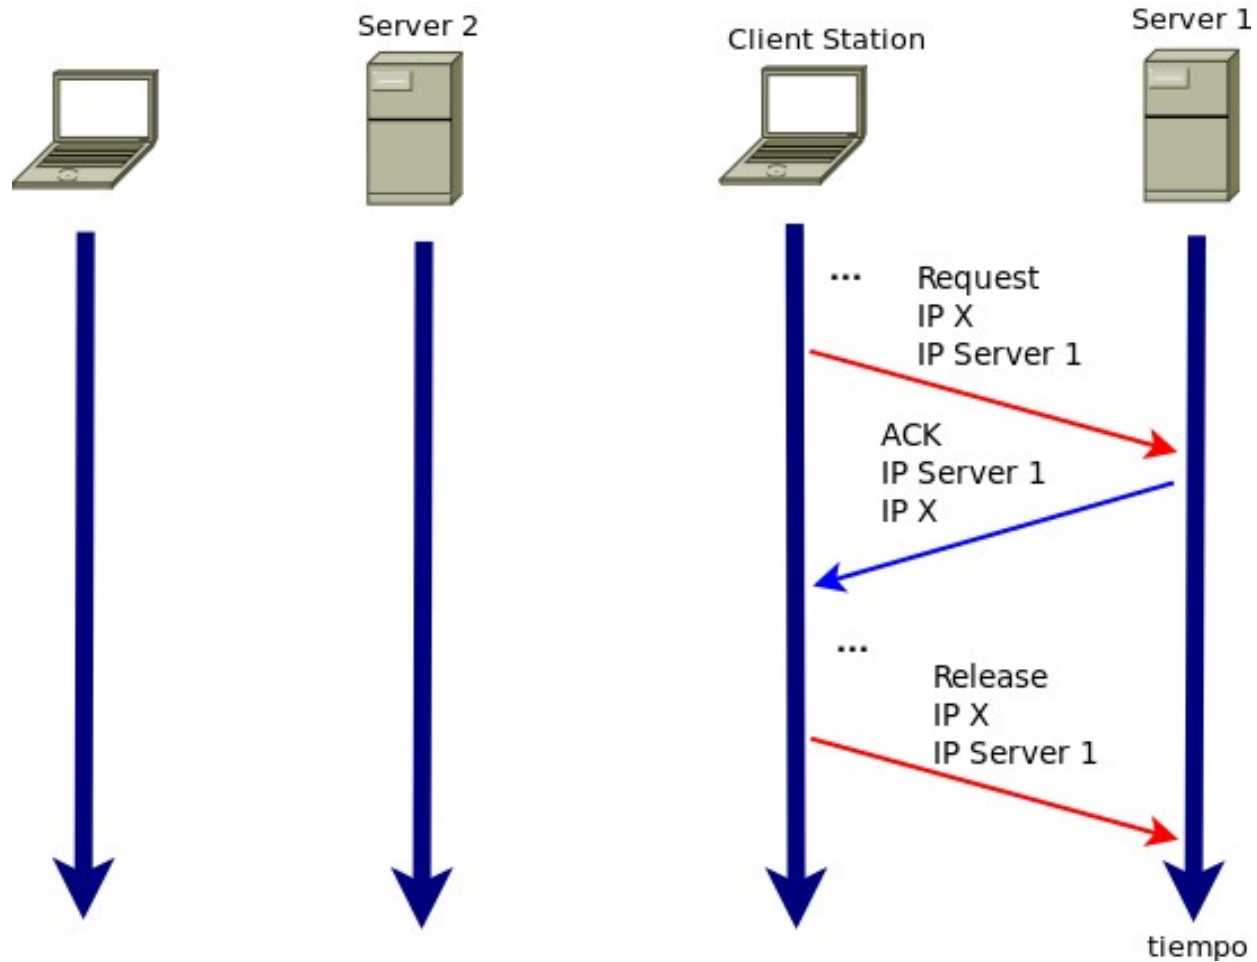 Server 2
Client Station
Server 1
...
Request
IP X
IP Server 1
ACK
IP Server 1
IP X
...
Release
IP X
IP Server 1
tiempo